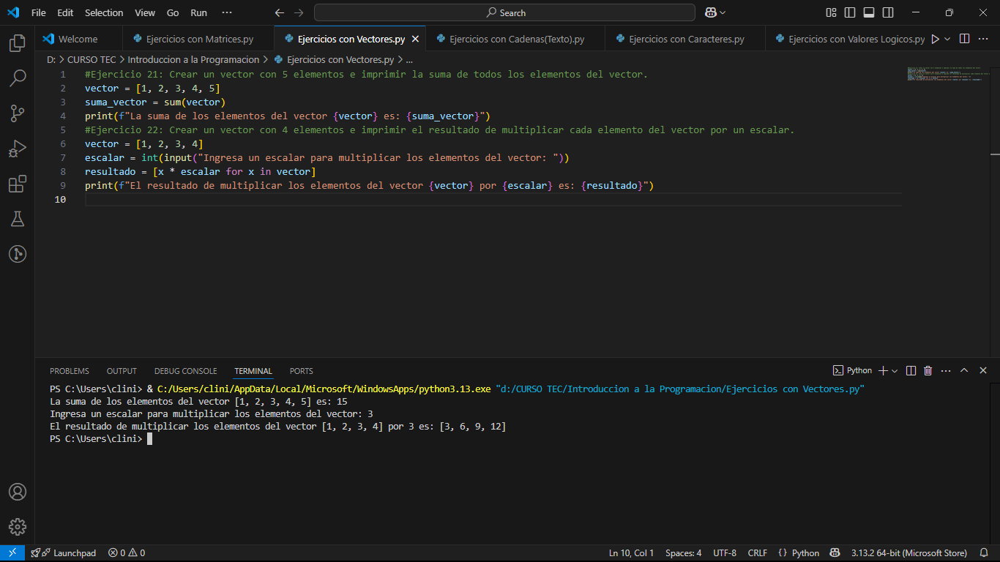 File Edit Selection View Go Run ··· Search
Welcome Ejercicios con Matrices.py Ejercicios con Vectores.py Ejercicios con Cadenas(Texto).py Ejercicios con Caracteres.py Ejercicios con Valores Logicos.py
D: > CURSO TEC > Introduccion a la Programacion > Ejercicios con Vectores.py > ...
1 #Ejercicio 21: Crear un vector con 5 elementos e imprimir la suma de todos los elementos del vector.
2 vector = [1, 2, 3, 4, 5]
3 suma_vector = sum(vector)
4 print(f"La suma de los elementos del vector {vector} es: {suma_vector}")
5 #Ejercicio 22: Crear un vector con 4 elementos e imprimir el resultado de multiplicar cada elemento del vector por un escalar.
6 vector = [1, 2, 3, 4]
7 escalar = int(input("Ingresa un escalar para multiplicar los elementos del vector: "))
8 resultado = [x * escalar for x in vector]
9 print(f"El resultado de multiplicar los elementos del vector {vector} por {escalar} es: {resultado}")
10
PROBLEMS OUTPUT DEBUG CONSOLE TERMINAL PORTS Python
PS C:\Users\clini> & C:/Users/clini/AppData/Local/Microsoft/WindowsApps/python3.13.exe "d:/CURSO TEC/Introduccion a la Programacion/Ejercicios con Vectores.py"
La suma de los elementos del vector [1, 2, 3, 4, 5] es: 15
Ingresa un escalar para multiplicar los elementos del vector: 3
El resultado de multiplicar los elementos del vector [1, 2, 3, 4] por 3 es: [3, 6, 9, 12]
PS C:\Users\clini>
Launchpad 0 0 Ln 10, Col 1 Spaces: 4 UTF-8 CRLF {} Python 3.13.2 64-bit (Microsoft Store)